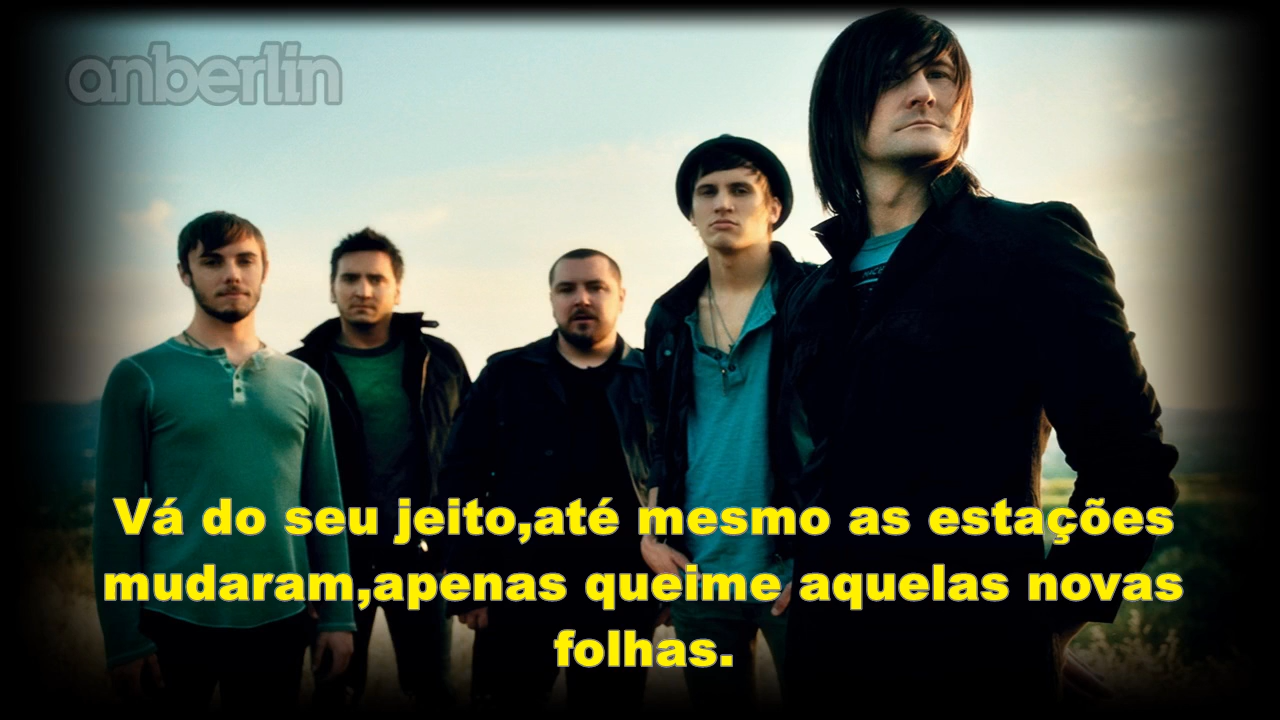 anberlin
Vá do seu jeito,até mesmo as estações
mudaram,apenas queime aquelas novas
folhas.